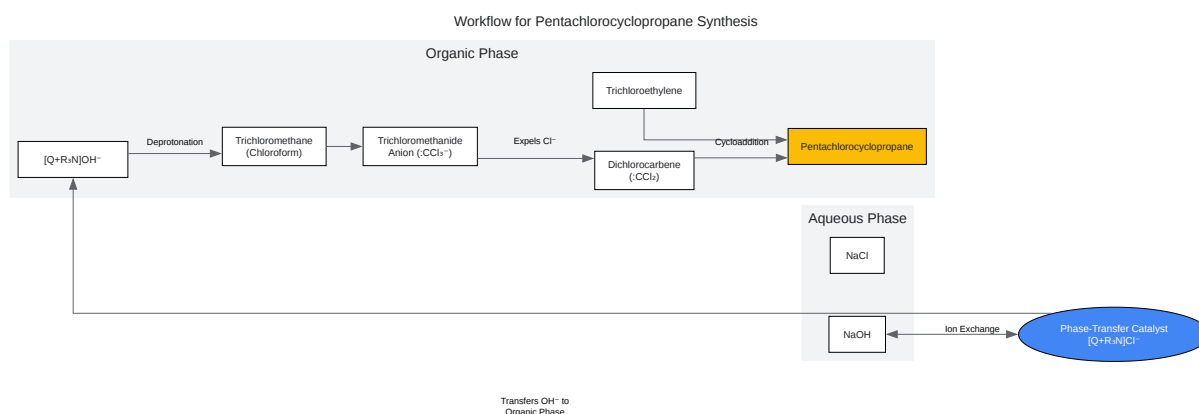 Workflow for Pentachlorocyclopropane Synthesis
Organic Phase
Trichloroethylene
Deprotonation
Trichloromethane
(Chloroform)
Trichloromethanide
Anion (:CCl₃⁻)
Expels Cl⁻
Cycloaddition
Pentachlorocyclopropane
[Q+R₃N]OH⁻
Dichlorocarbene
(:CCl₂)
Aqueous Phase
NaCl
NaOH
Ion Exchange
Phase-Transfer Catalyst
[Q+R₃N]Cl⁻
Transfers OH⁻ to
Organic Phase